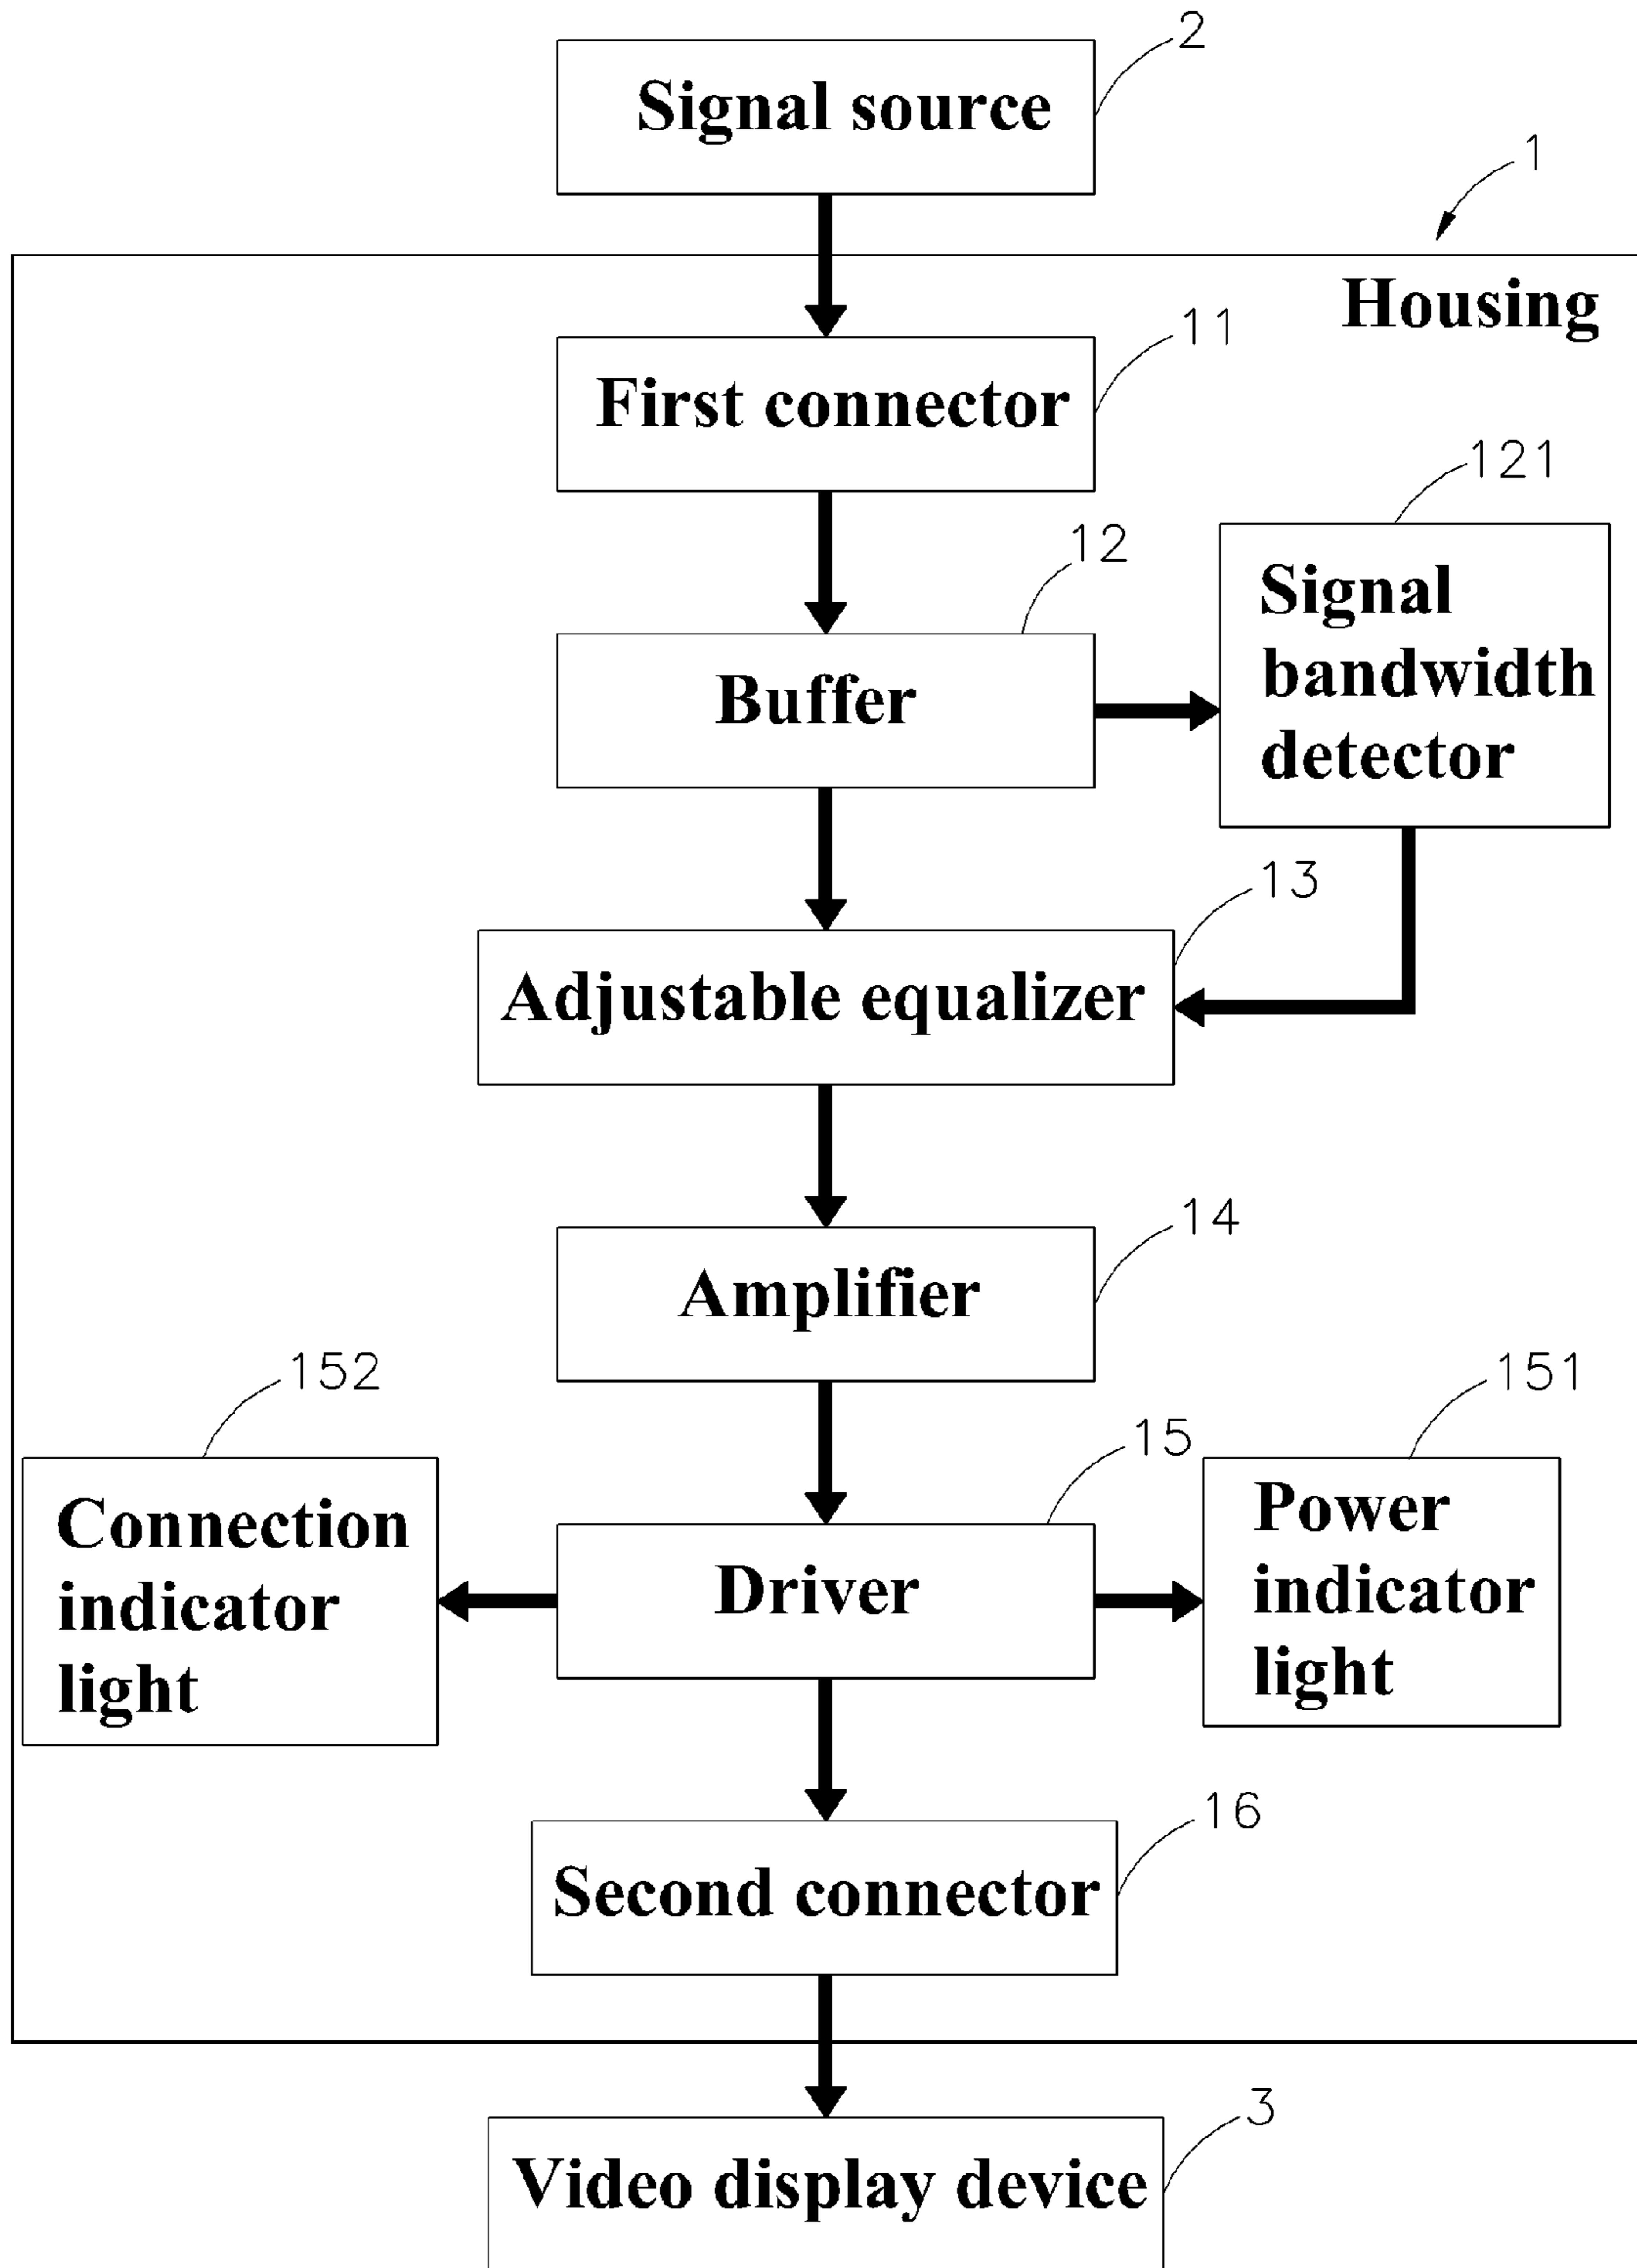 2
Signal source
1
Housing
11
First connector
121
12
Signal
bandwidth
detector
Buffer
13
Adjustable equalizer
14
Amplifier
152
151
15
Connection
indicator
light
Driver
Power
indicator
light
16
Second connector
3
Video display device